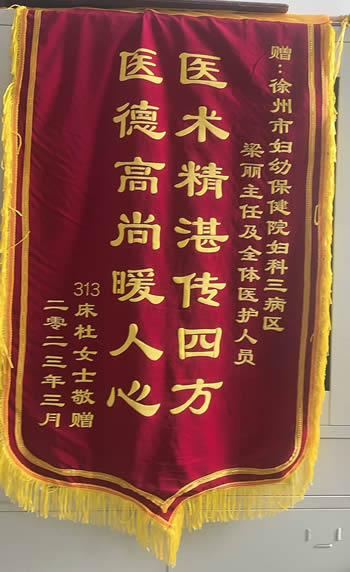 赠：徐州市妇幼保健院妇科三病区
梁丽主任及全体医护人员
医术精湛传四方
医德高尚暖人心
313床杜女士敬赠
二零二三年三月